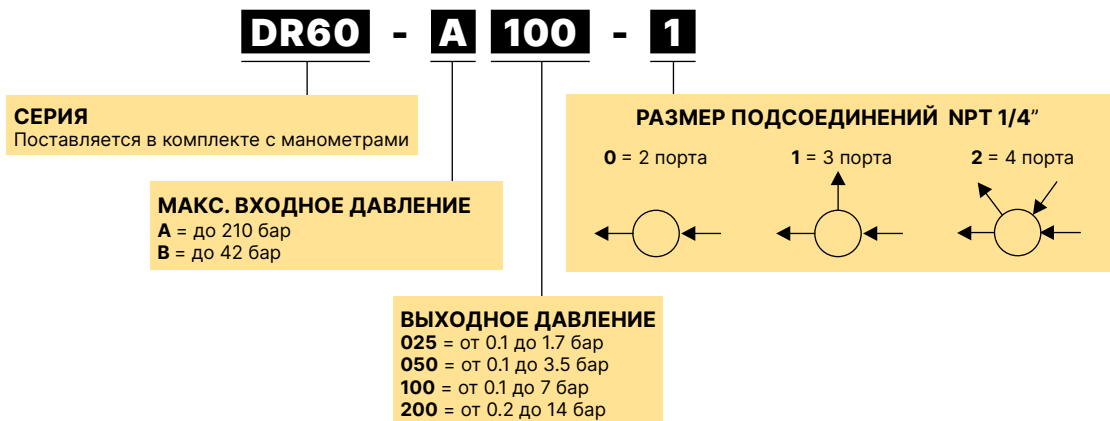 DR60 - A 100 - 1
СЕРИЯ
Поставляется в комплекте с манометрами
РАЗМЕР ПОДСОЕДИНЕНИЙ NPT 1/4”
0 = 2 порта 1 = 3 порта 2 = 4 порта
МАКС. ВХОДНОЕ ДАВЛЕНИЕ
A = до 210 бар
B = до 42 бар
ВЫХОДНОЕ ДАВЛЕНИЕ
025 = от 0.1 до 1.7 бар
050 = от 0.1 до 3.5 бар
100 = от 0.1 до 7 бар
200 = от 0.2 до 14 бар